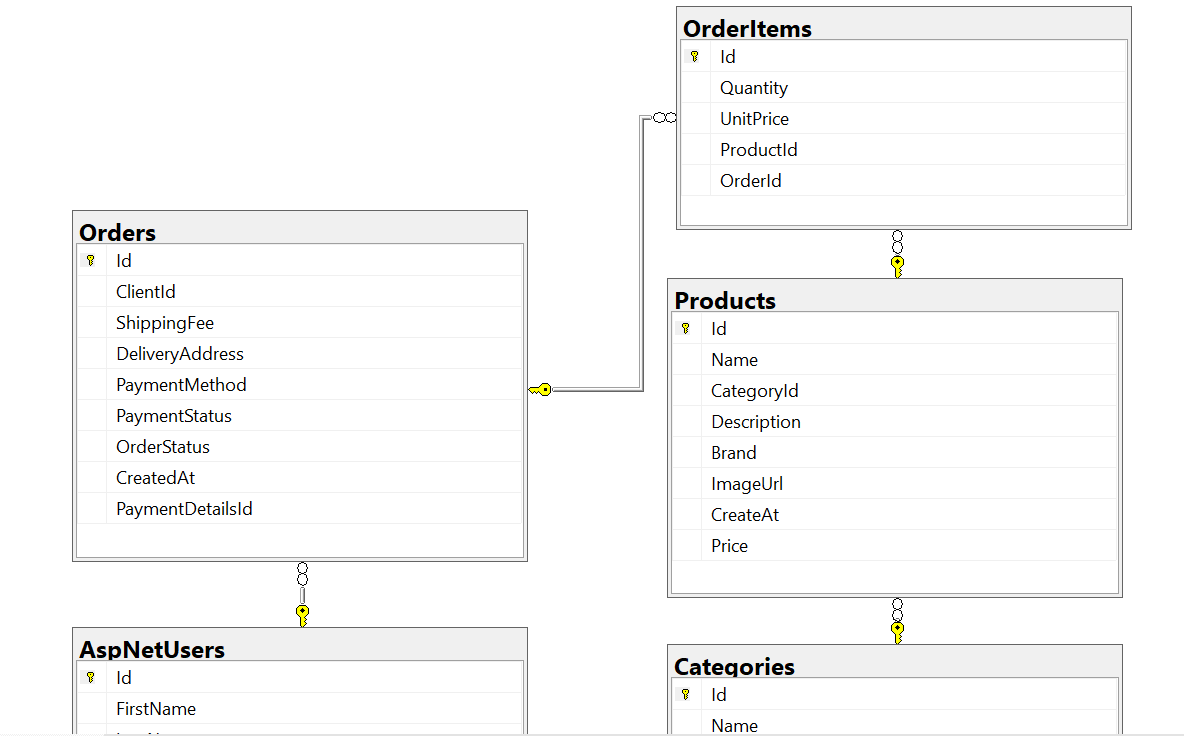 OrderItems
Id
Quantity
UnitPrice
ProductId
OrderId
Orders
Id
ClientId
ShippingFee
DeliveryAddress
PaymentMethod
PaymentStatus
OrderStatus
CreatedAt
PaymentDetailsId
Products
Id
Name
CategoryId
Description
Brand
ImageUrl
CreateAt
Price
AspNetUsers
Id
FirstName
Categories
Id
Name